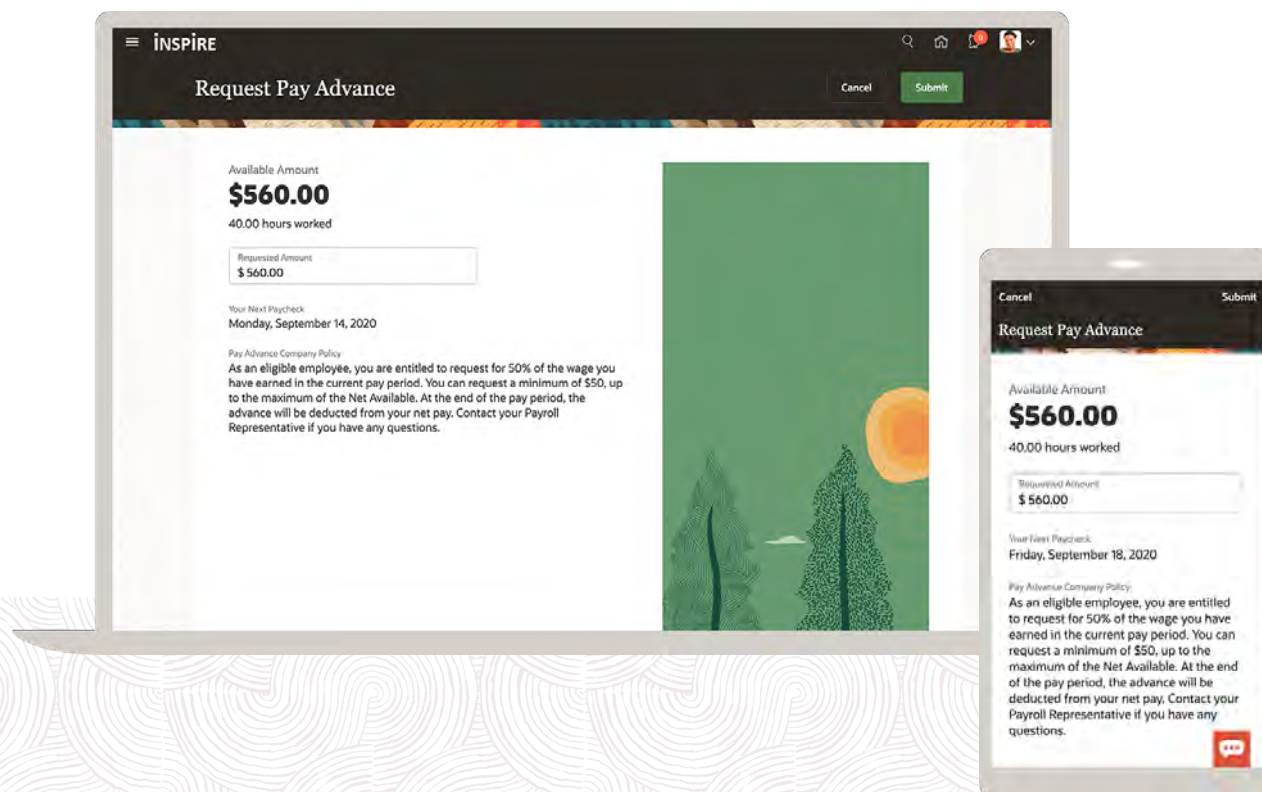 INSPIRE
Request Pay Advance
Cancel
Submit
Available Amount
$560.00
40.00 hours worked
Requested Amount
$ 560.00
Your Next Paycheck
Monday, September 14, 2020
Pay Advance Company Policy
As an eligible employee, you are entitled to request for 50% of the wage you
have earned in the current pay period. You can request a minimum of $50, up
to the maximum of the Net Available. At the end of the pay period, the
advance will be deducted from your net pay. Contact your Payroll
Representative if you have any questions.
Cancel
Submit
Request Pay Advance
Available Amount
$560.00
40.00 hours worked
Requested Amount
$ 560.00
Your Next Paycheck
Friday, September 18, 2020
Pay Advance Company Policy
As an eligible employee, you are entitled
to request for 50% of the wage you have
earned in the current pay period. You can
request a minimum of $50, up to the
maximum of the Net Available. At the end
of the pay period, the advance will be
deducted from your net pay, Contact your
Payroll Representative if you have any
questions.